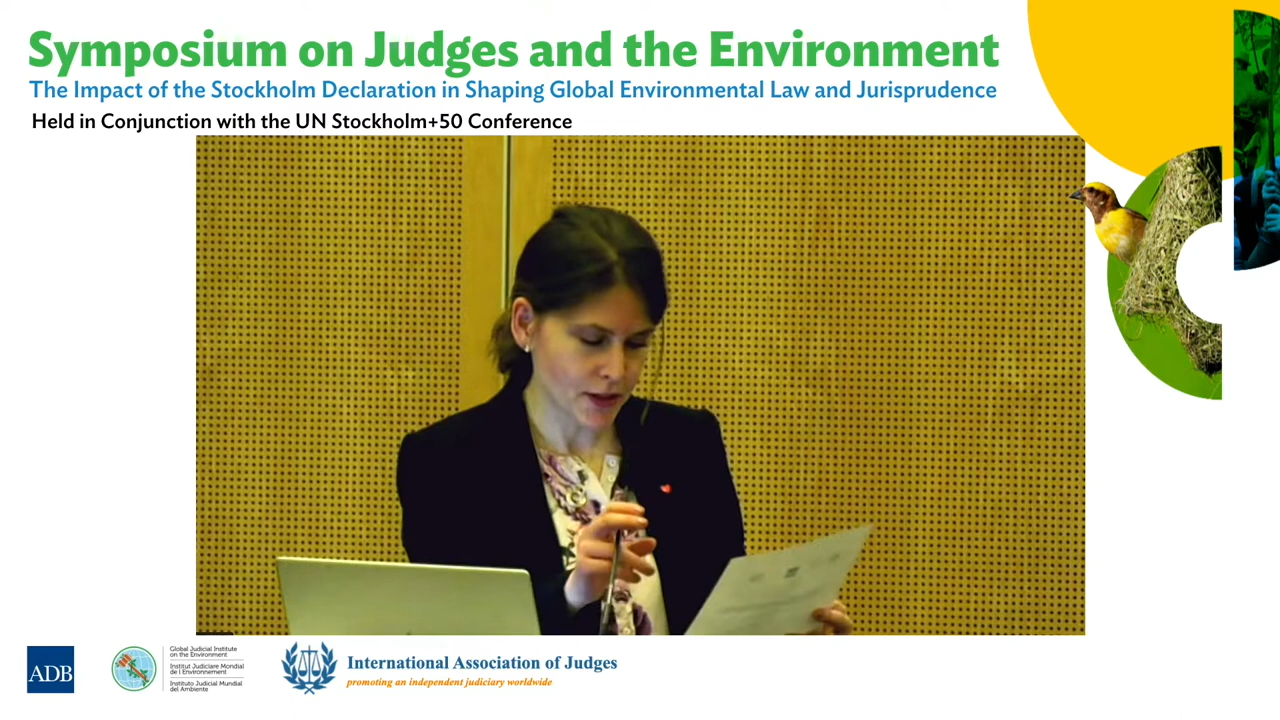 Symposium on Judges and the Environment
The Impact of the Stockholm Declaration in Shaping Global Environmental Law and Jurisprudence
Held in Conjunction with the UN Stockholm+50 Conference
ADB
Global Judicial Institute
on the Environment
Institut Judiciare Mondial
de l'Environnement
Instituto Judicial Mundial
del Ambiente
International Association of Judges
promoting an independent judiciary worldwide